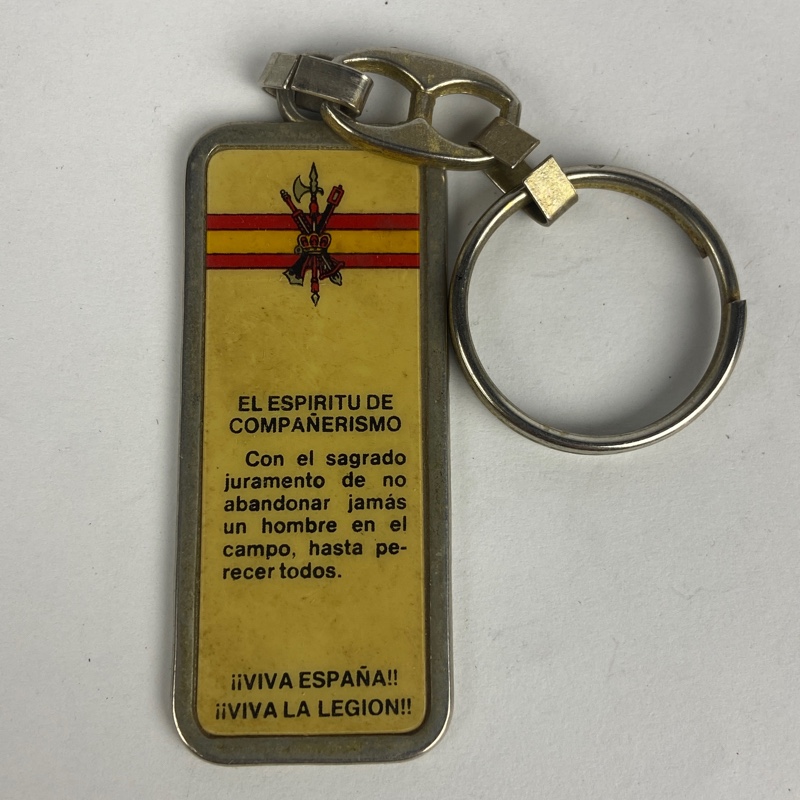 EL ESPIRITU DE
COMPAÑERISMO
Con el sagrado
juramento de no
abandonar jamás
un hombre en el
campo, hasta pe-
recer todos.
¡¡VIVA ESPAÑA!!
¡¡VIVA LA LEGION!!